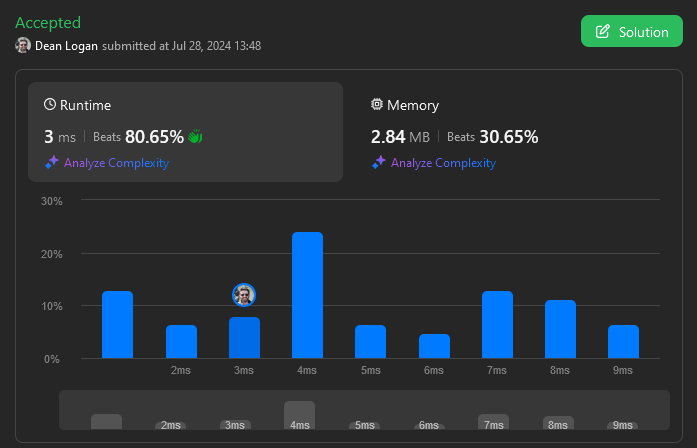 Accepted
Dean Logan submitted at Jul 28, 2024 13:48
Solution
Runtime
3 ms | Beats 80.65%
Analyze Complexity
Memory
2.84 MB | Beats 30.65%
Analyze Complexity
30%
20%
10%
0%
2ms 3ms 4ms 5ms 6ms 7ms 8ms 9ms
2ms 3ms 4ms 5ms 6ms 7ms 8ms 9ms